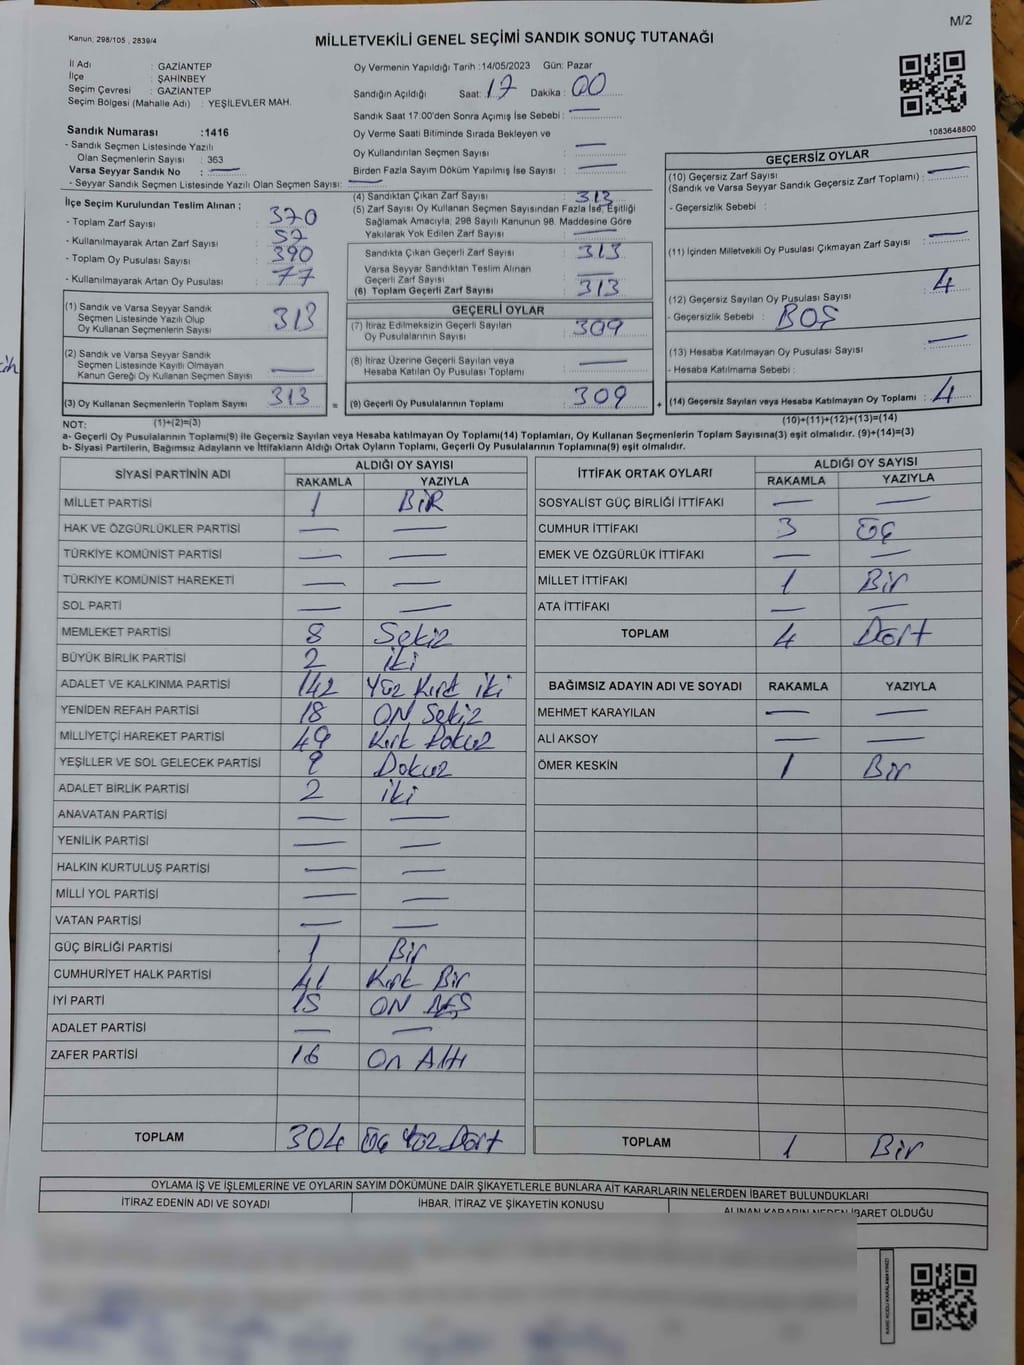 M/2
Kanun, 298/105 , 2839/4
MİLLETVEKİLİ GENEL SEÇİMİ SANDIK SONUÇ TUTANAĞI
İl Adı : GAZİANTEP
İlçe : ŞAHİNBEY
Seçim Çevresi : GAZİANTEP
Seçim Bölgesi (Mahalle Adı) : YEŞİLEVLER MAH.
Sandık Numarası :1416
- Sandık Seçmen Listesinde Yazılı
Olan Seçmenlerin Sayısı : 363
Varsa Seyyar Sandık No : —
- Seyyar Sandık Seçmen Listesinde Yazılı Olan Seçmen Sayısı: —
Oy Vermenin Yapıldığı Tarih :14/05/2023 Gün: Pazar
Sandığın Açıldığı Saat: 17 Dakika : 00
Sandık Saat 17:00'den Sonra Açımış İse Sebebi : —
Oy Verme Saati Bitiminde Sırada Bekleyen ve
Oy Kullandırılan Seçmen Sayısı : —
Birden Fazla Sayım Döküm Yapılmış İse Sayısı : —
1083648800
İlçe Seçim Kurulundan Teslim Alınan ;
- Toplam Zarf Sayısı : 370
- Kullanılmayarak Artan Zarf Sayısı : 57
- Toplam Oy Pusulası Sayısı : 390
- Kullanılmayarak Artan Oy Pusulası : 77
(1) Sandık ve Varsa Seyyar Sandık
Seçmen Listesinde Yazılı Olup
Oy Kullanan Seçmenlerin Sayısı : 313
(2) Sandık ve Varsa Seyyar Sandık
Seçmen Listesinde Kayıtlı Olmayan
Kanun Gereği Oy Kullanan Seçmen Sayısı : —
(3) Oy Kullanan Seçmenlerin Toplam Sayısı : 313
(1)+(2)=(3)
(4) Sandıktan Çıkan Zarf Sayısı : 313
(5) Zarf Sayısı Oy Kullanan Seçmen Sayısından Fazla İse, Eşitliği
Sağlamak Amacıyla, 298 Sayılı Kanunun 98. Maddesine Göre
Yakılarak Yok Edilen Zarf Sayısı : —
Sandıkta Çıkan Geçerli Zarf Sayısı : 313
Varsa Seyyar Sandıktan Teslim Alınan
Geçerli Zarf Sayısı : —
(6) Toplam Geçerli Zarf Sayısı : 313
GEÇERLİ OYLAR
(7) İtiraz Edilmeksizin Geçerli Sayılan
Oy Pusulalarının Sayısı : 309
(8) İtiraz Üzerine Geçerli Sayılan veya
Hesaba Katılan Oy Pusulası Toplamı : —
= (9) Geçerli Oy Pusulalarının Toplamı : 309
GEÇERSİZ OYLAR
(10) Geçersiz Zarf Sayısı : —
(Sandık ve Varsa Seyyar Sandık Geçersiz Zarf Toplamı)
- Geçersizlik Sebebi :
(11) İçinden Milletvekili Oy Pusulası Çıkmayan Zarf Sayısı : —
(12) Geçersiz Sayılan Oy Pusulası Sayısı : 4
- Geçersizlik Sebebi : BOŞ
(13) Hesaba Katılmayan Oy Pusulası Sayısı : —
- Hesaba Katılmama Sebebi :
+ (14) Geçersiz Sayılan veya Hesaba Katılmayan Oy Toplamı : 4
(10)+(11)+(12)+(13)=(14)
NOT:
a- Geçerli Oy Pusulalarının Toplamı(9) ile Geçersiz Sayılan veya Hesaba katılmayan Oy Toplamı(14) Toplamları, Oy Kullanan Seçmenlerin Toplam Sayısına(3) eşit olmalıdır. (9)+(14)=(3)
b- Siyasi Partilerin, Bağımsız Adayların ve İttifakların Aldığı Ortak Oyların Toplamı, Geçerli Oy Pusulalarının Toplamına(9) eşit olmalıdır.
SİYASİ PARTİNİN ADI ALDIĞI OY SAYISI
RAKAMLA YAZIYLA
MİLLET PARTİSİ 1 BİR
HAK VE ÖZGÜRLÜKLER PARTİSİ — —
TÜRKİYE KOMÜNİST PARTİSİ — —
TÜRKİYE KOMÜNİST HAREKETİ — —
SOL PARTİ — —
MEMLEKET PARTİSİ 8 Sekiz
BÜYÜK BİRLİK PARTİSİ 2 iki
ADALET VE KALKINMA PARTİSİ 142 Yüz Kırk iki
YENİDEN REFAH PARTİSİ 18 ON Sekiz
MİLLİYETÇİ HAREKET PARTİSİ 49 Kırk Dokuz
YEŞİLLER VE SOL GELECEK PARTİSİ 9 Dokuz
ADALET BİRLİK PARTİSİ 2 iki
ANAVATAN PARTİSİ — —
YENİLİK PARTİSİ — —
HALKIN KURTULUŞ PARTİSİ — —
MİLLİ YOL PARTİSİ — —
VATAN PARTİSİ — —
GÜÇ BİRLİĞİ PARTİSİ 1 Bir
CUMHURİYET HALK PARTİSİ 41 Kırk Bir
İYİ PARTİ 15 ON BEŞ
ADALET PARTİSİ — —
ZAFER PARTİSİ 16 On Altı
TOPLAM 304 Üç Yüz Dört
İTTİFAK ORTAK OYLARI ALDIĞI OY SAYISI
RAKAMLA YAZIYLA
SOSYALİST GÜÇ BİRLİĞİ İTTİFAKI — —
CUMHUR İTTİFAKI 3 Üç
EMEK VE ÖZGÜRLÜK İTTİFAKI — —
MİLLET İTTİFAKI 1 Bir
ATA İTTİFAKI — —
TOPLAM 4 Dört
BAĞIMSIZ ADAYIN ADI VE SOYADI RAKAMLA YAZIYLA
MEHMET KARAYILAN — —
ALİ AKSOY — —
ÖMER KESKİN 1 Bir
TOPLAM 1 Bir
OYLAMA İŞ VE İŞLEMLERİNE VE OYLARIN SAYIM DÖKÜMÜNE DAİR ŞİKAYETLERLE BUNLARA AİT KARARLARIN NELERDEN İBARET BULUNDUKLARI
İTİRAZ EDENİN ADI VE SOYADI İHBAR, İTİRAZ VE ŞİKAYETİN KONUSU ALINAN KARARIN NEDEN İBARET OLDUĞU